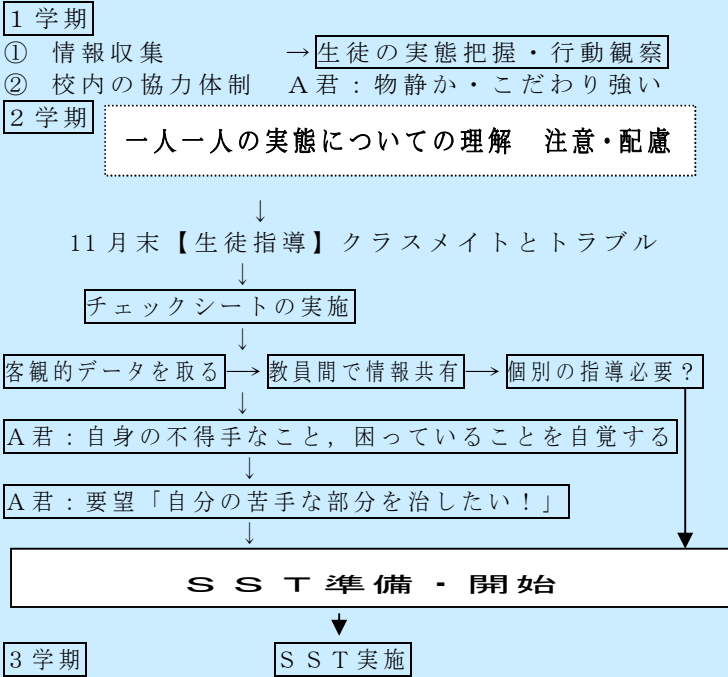 1学期
① 情報収集 →生徒の実態把握・行動観察
② 校内の協力体制 A君：物静か・こだわり強い
2学期
一人一人の実態についての理解 注意・配慮
↓
11月末【生徒指導】クラスメイトとトラブル
↓
チェックシートの実施
↓
客観的データを取る→教員間で情報共有→個別の指導必要？
↓
A君：自身の不得手なこと，困っていることを自覚する
↓
A君：要望「自分の苦手な部分を治したい！」
↓
ＳＳＴ準備・開始
3学期 ＳＳＴ実施